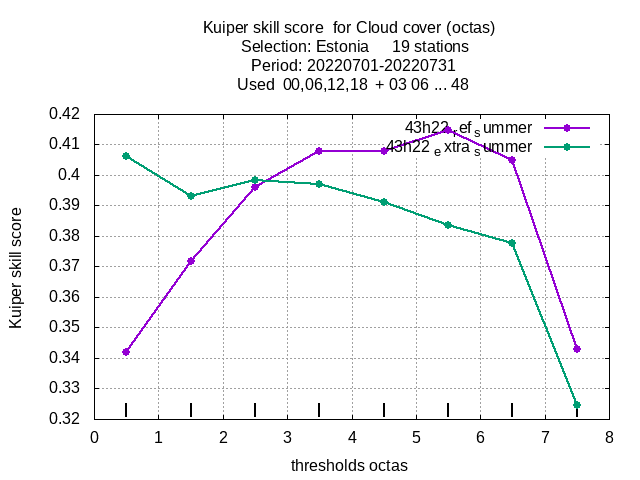 Kuiper skill score for Cloud cover (octas)
Selection: Estonia 19 stations
Period: 20220701-20220731
Used 00,06,12,18 + 03 06 ... 48
43h22refsummer
43h22extrasummer
0.42
0.41
0.4
0.39
0.38
0.37
0.36
0.35
0.34
0.33
0.32
Kuiper skill score
0 1 2 3 4 5 6 7 8
thresholds octas